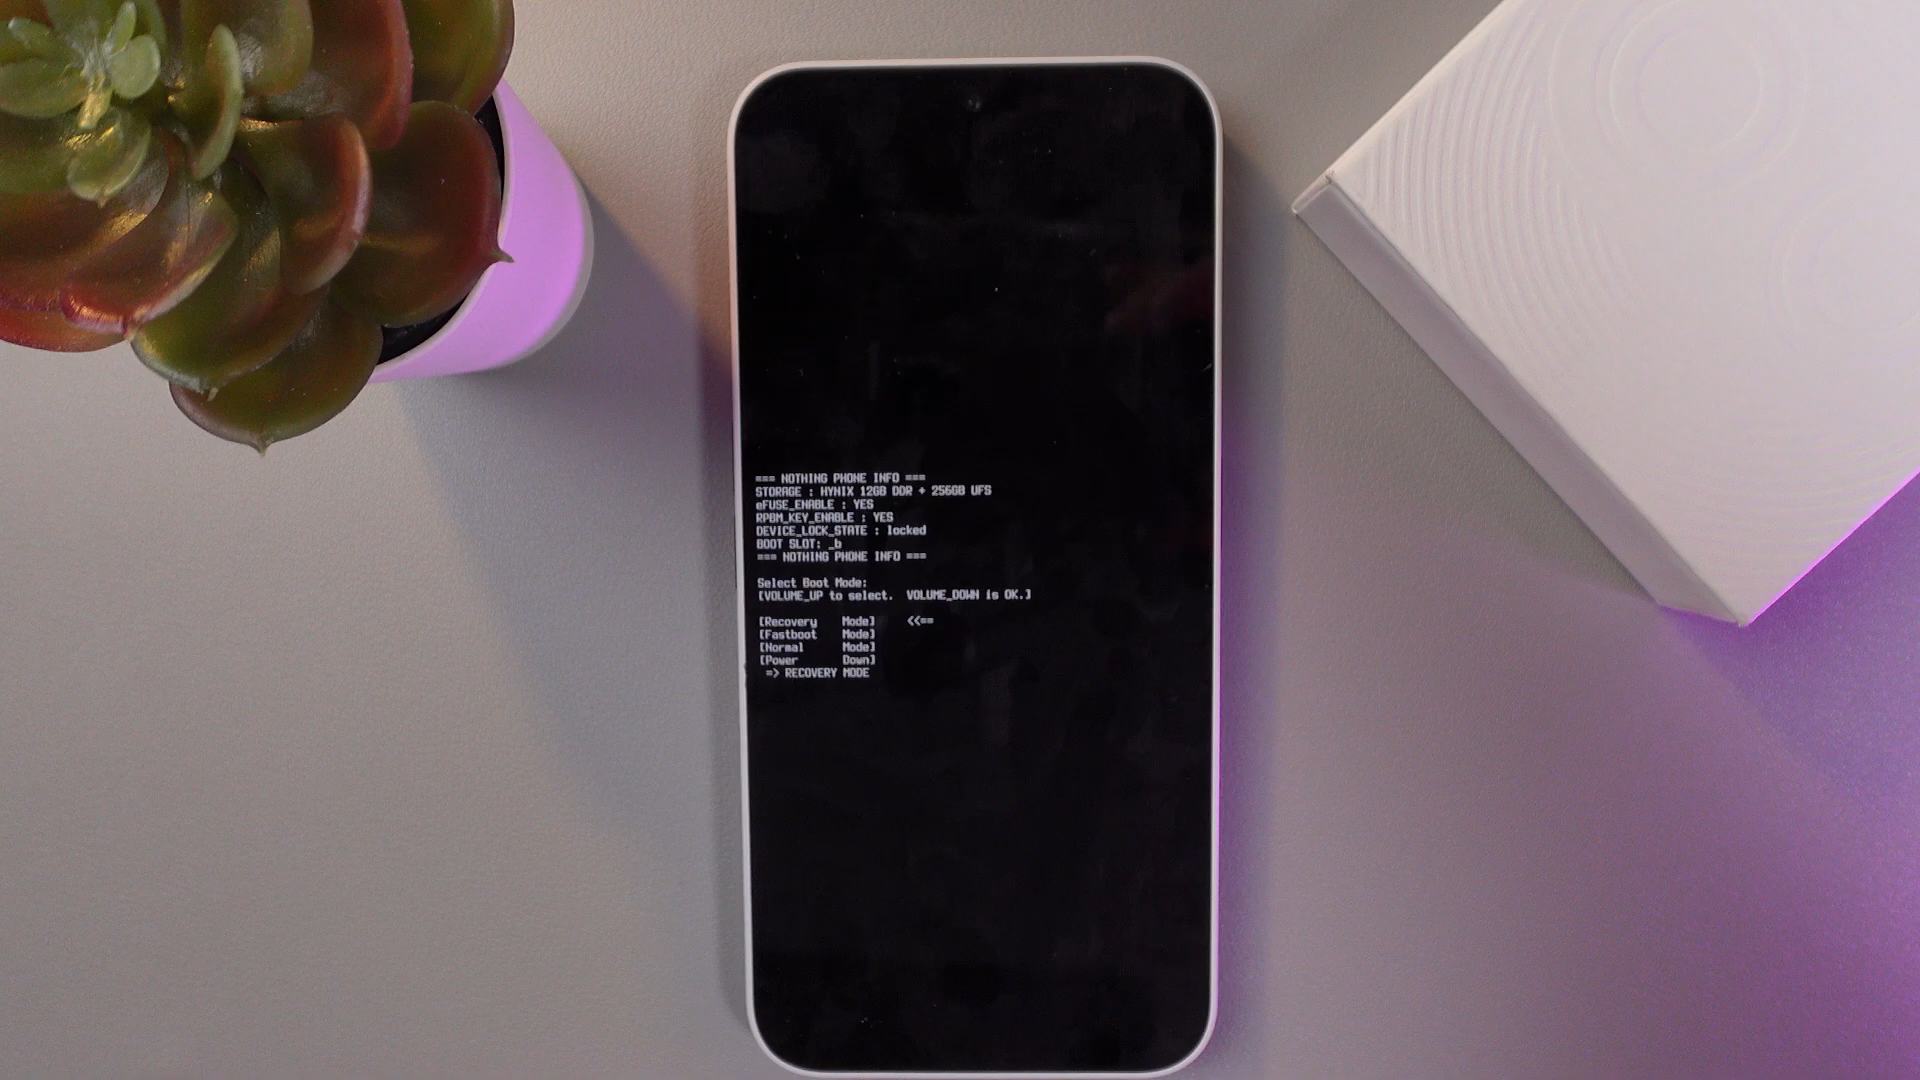 === NOTHING PHONE INFO ===
STORAGE : HYNIX 12GB DDR + 256GB UFS
eFUSE_ENABLE : YES
RPBM_KEY_ENABLE : YES
DEVICE_LOCK_STATE : locked
BOOT SLOT: _b
=== NOTHING PHONE INFO ===
Select Boot Mode:
[VOLUME_UP to select.  VOLUME_DOWN is OK.]
[Recovery    Mode]     <<==
[Fastboot    Mode]
[Normal      Mode]
[Power       Down]
=> RECOVERY MODE